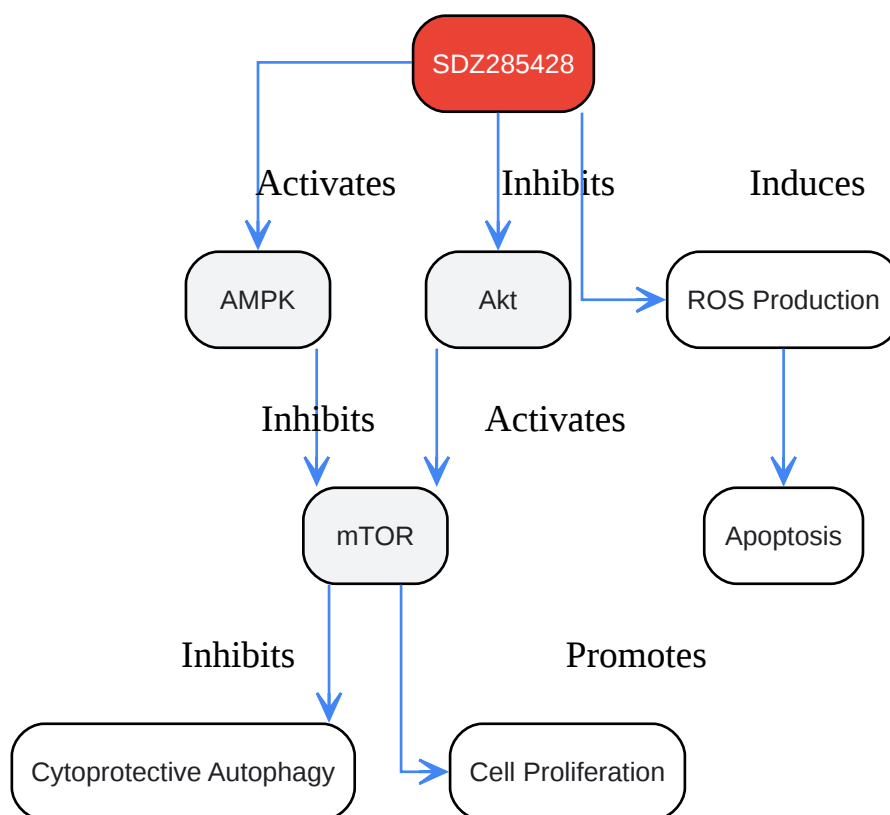 SDZ285428
Activates
Inhibits
Induces
AMPK
Akt
ROS Production
Inhibits
Activates
mTOR
Apoptosis
Inhibits
Promotes
Cytoprotective Autophagy
Cell Proliferation